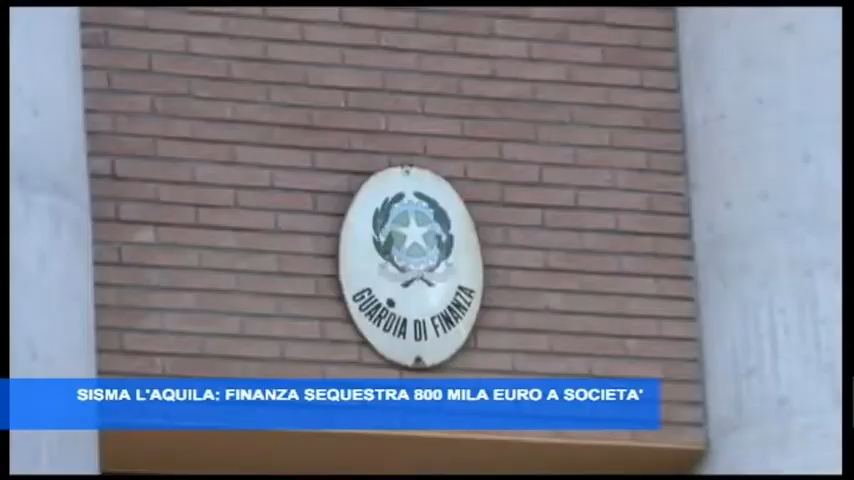 GUARDIA DI FINANZA
SISMA L'AQUILA: FINANZA SEQUESTRA 800 MILA EURO A SOCIETA'